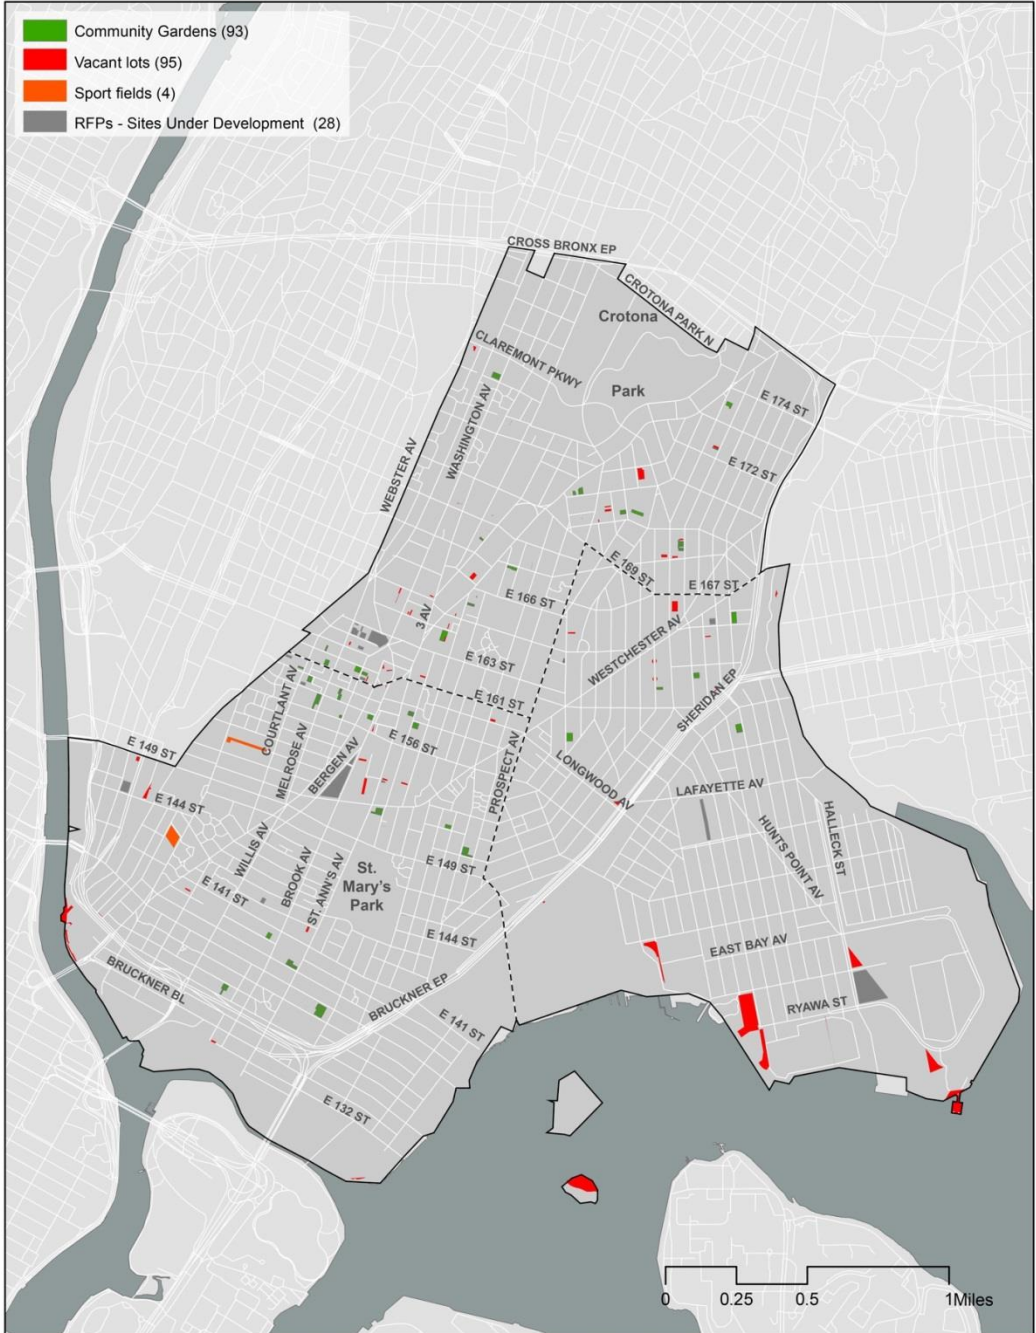 Community Gardens (93)
Vacant lots (95)
Sport fields (4)
RFPs - Sites Under Development (28)
CROSS BRONX EP
CROTONA PARK N
Crotona
Park
CLAREMONT PKWY
WASHINGTON AV
WEBSTER AV
E 174 ST
E 172 ST
E 169 ST
E 167 ST
E 166 ST
3 AV
WESTCHESTER AV
E 163 ST
E 161 ST
SHERIDAN EP
COURTLANT AV
MELROSE AV
E 156 ST
BERGEN AV
PROSPECT AV
E 149 ST
LONGWOOD AV
LAFAYETTE AV
E 144 ST
HUNTS POINT AV
HALLECK ST
WILLIS AV
BROOK AV
ST. ANN'S AV
E 149 ST
St.
Mary's
Park
E 141 ST
E 144 ST
EAST BAY AV
BRUCKNER BL
BRUCKNER EP
RYAWA ST
E 141 ST
E 132 ST
0
0.25
0.5
1Miles